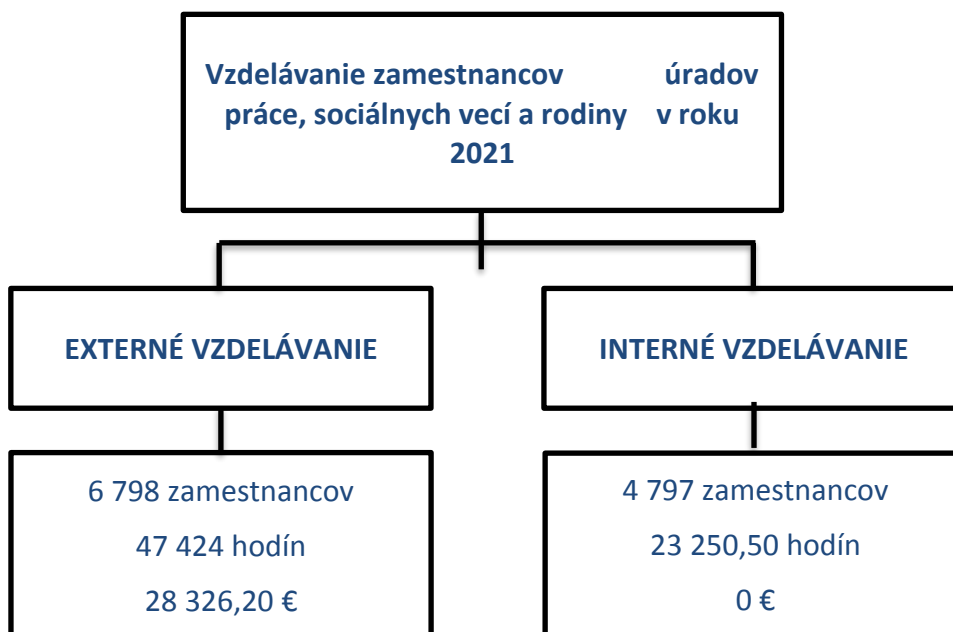 Vzdelávanie zamestnancov úradov
práce, sociálnych vecí a rodiny v roku
2021
EXTERNÉ VZDELÁVANIE
INTERNÉ VZDELÁVANIE
6 798 zamestnancov
47 424 hodín
28 326,20 €
4 797 zamestnancov
23 250,50 hodín
0 €